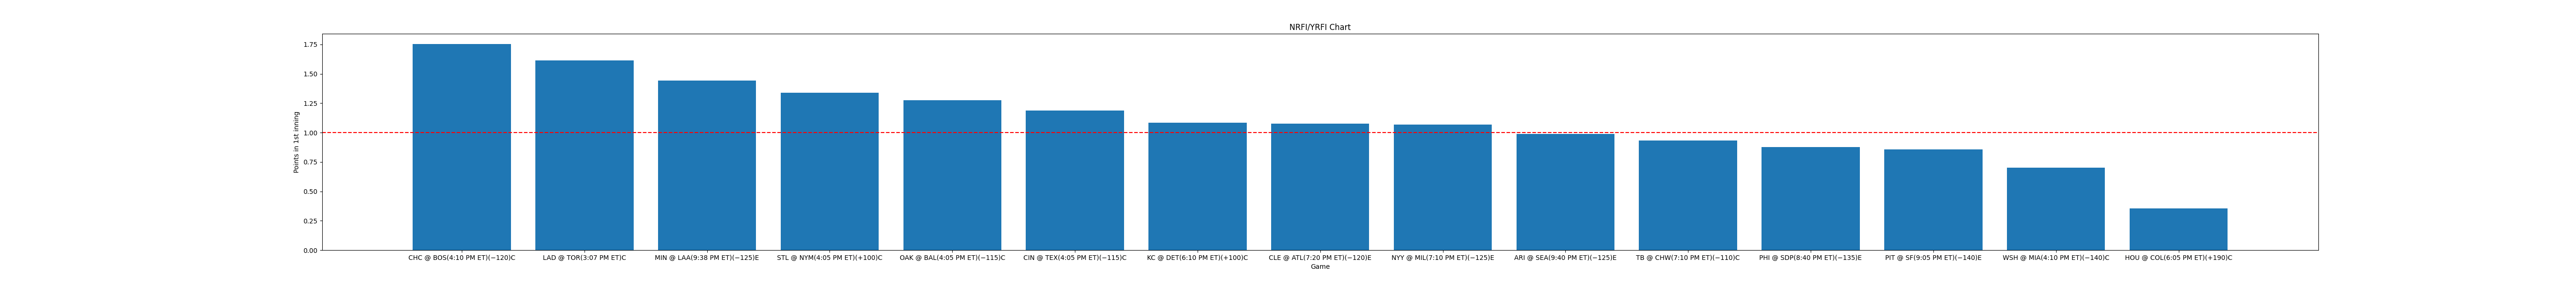 NRFI/YRFI Chart
Points in 1st inning
1.75
1.50
1.25
1.00
0.75
0.50
0.25
0.00
CHC @ BOS(4:10 PM ET)(−120)C
LAD @ TOR(3:07 PM ET)C
MIN @ LAA(9:38 PM ET)(−125)E
STL @ NYM(4:05 PM ET)(+100)C
OAK @ BAL(4:05 PM ET)(−115)C
CIN @ TEX(4:05 PM ET)(−115)C
KC @ DET(6:10 PM ET)(+100)C
CLE @ ATL(7:20 PM ET)(−120)E
NYY @ MIL(7:10 PM ET)(−125)E
ARI @ SEA(9:40 PM ET)(−125)E
TB @ CHW(7:10 PM ET)(−110)C
PHI @ SDP(8:40 PM ET)(−135)E
PIT @ SF(9:05 PM ET)(−140)E
WSH @ MIA(4:10 PM ET)(−140)C
HOU @ COL(6:05 PM ET)(+190)C
Game